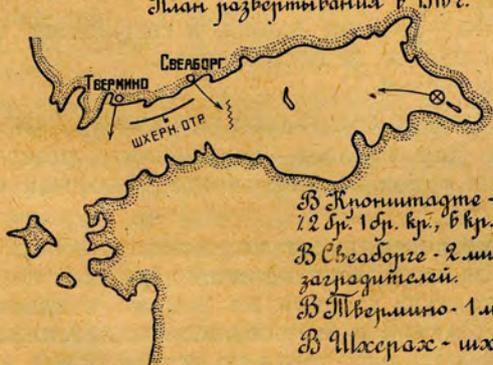 План развертывания в 1910 г.
Свеаборг
Твермино
Шхерн. отр
В Кронштадте -
2 бр. 1 бр. кр., 6 кр.
В Свеаборге - 2 ми
заградителей.
В Твермино - 1 м
В Шхерах - шх